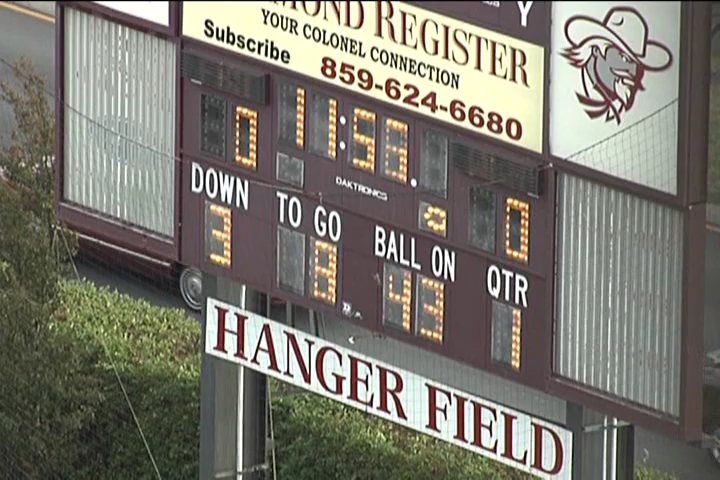 Y
MOND REGISTER
YOUR COLONEL CONNECTION
Subscribe 859-624-6680
0 11:58. 0
DAKTRONICS
DOWN TO GO BALL ON QTR
3 8 43 1
HANGER FIELD